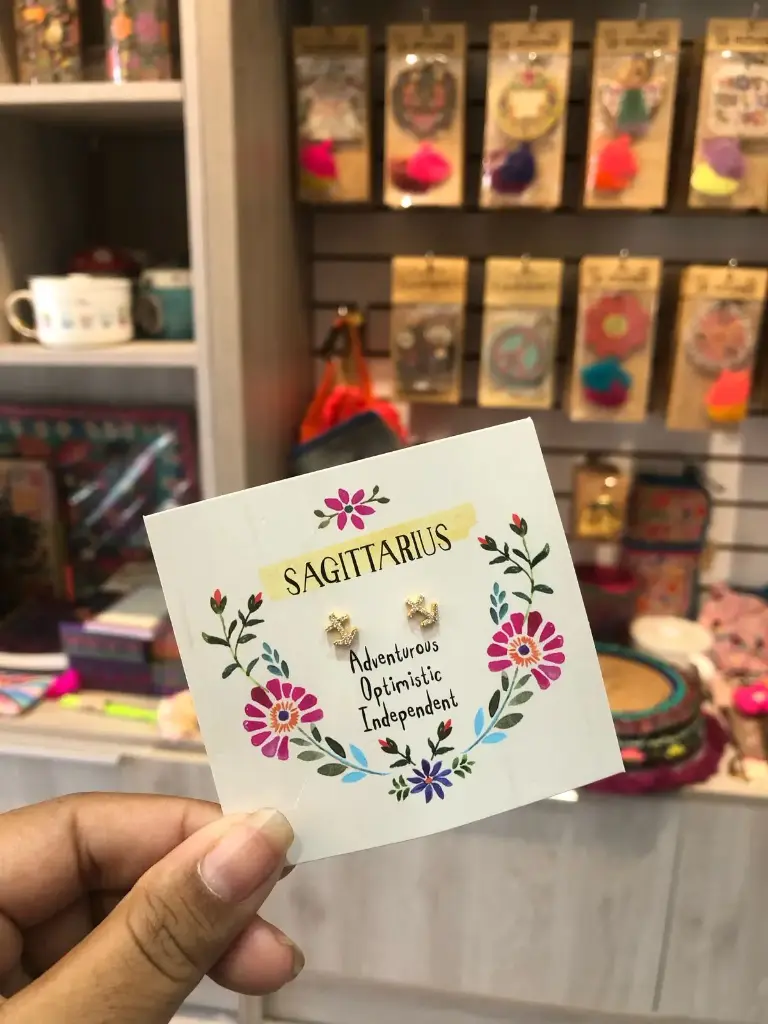 SAGITTARIUS
Adventurous
Optimistic
Independent